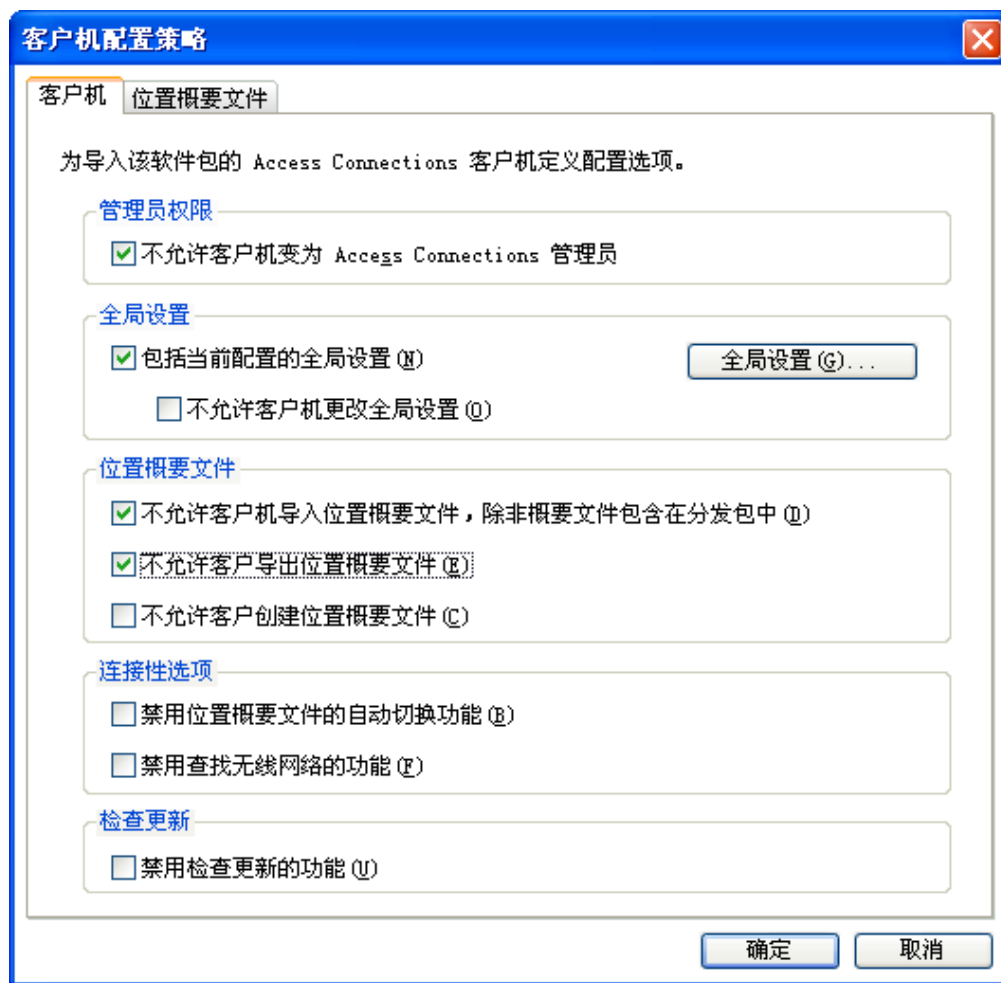 客户机配置策略
客户机
位置概要文件
为导入该软件包的 Access Connections 客户机定义配置选项。
管理员权限
不允许客户机变为 Access Connections 管理员
全局设置
包括当前配置的全局设置(N)
全局设置(G)...
不允许客户机更改全局设置(O)
位置概要文件
不允许客户机导入位置概要文件，除非概要文件包含在分发包中(D)
不允许客户导出位置概要文件(E)
不允许客户创建位置概要文件(C)
连接性选项
禁用位置概要文件的自动切换功能(B)
禁用查找无线网络的功能(F)
检查更新
禁用检查更新的功能(U)
确定
取消